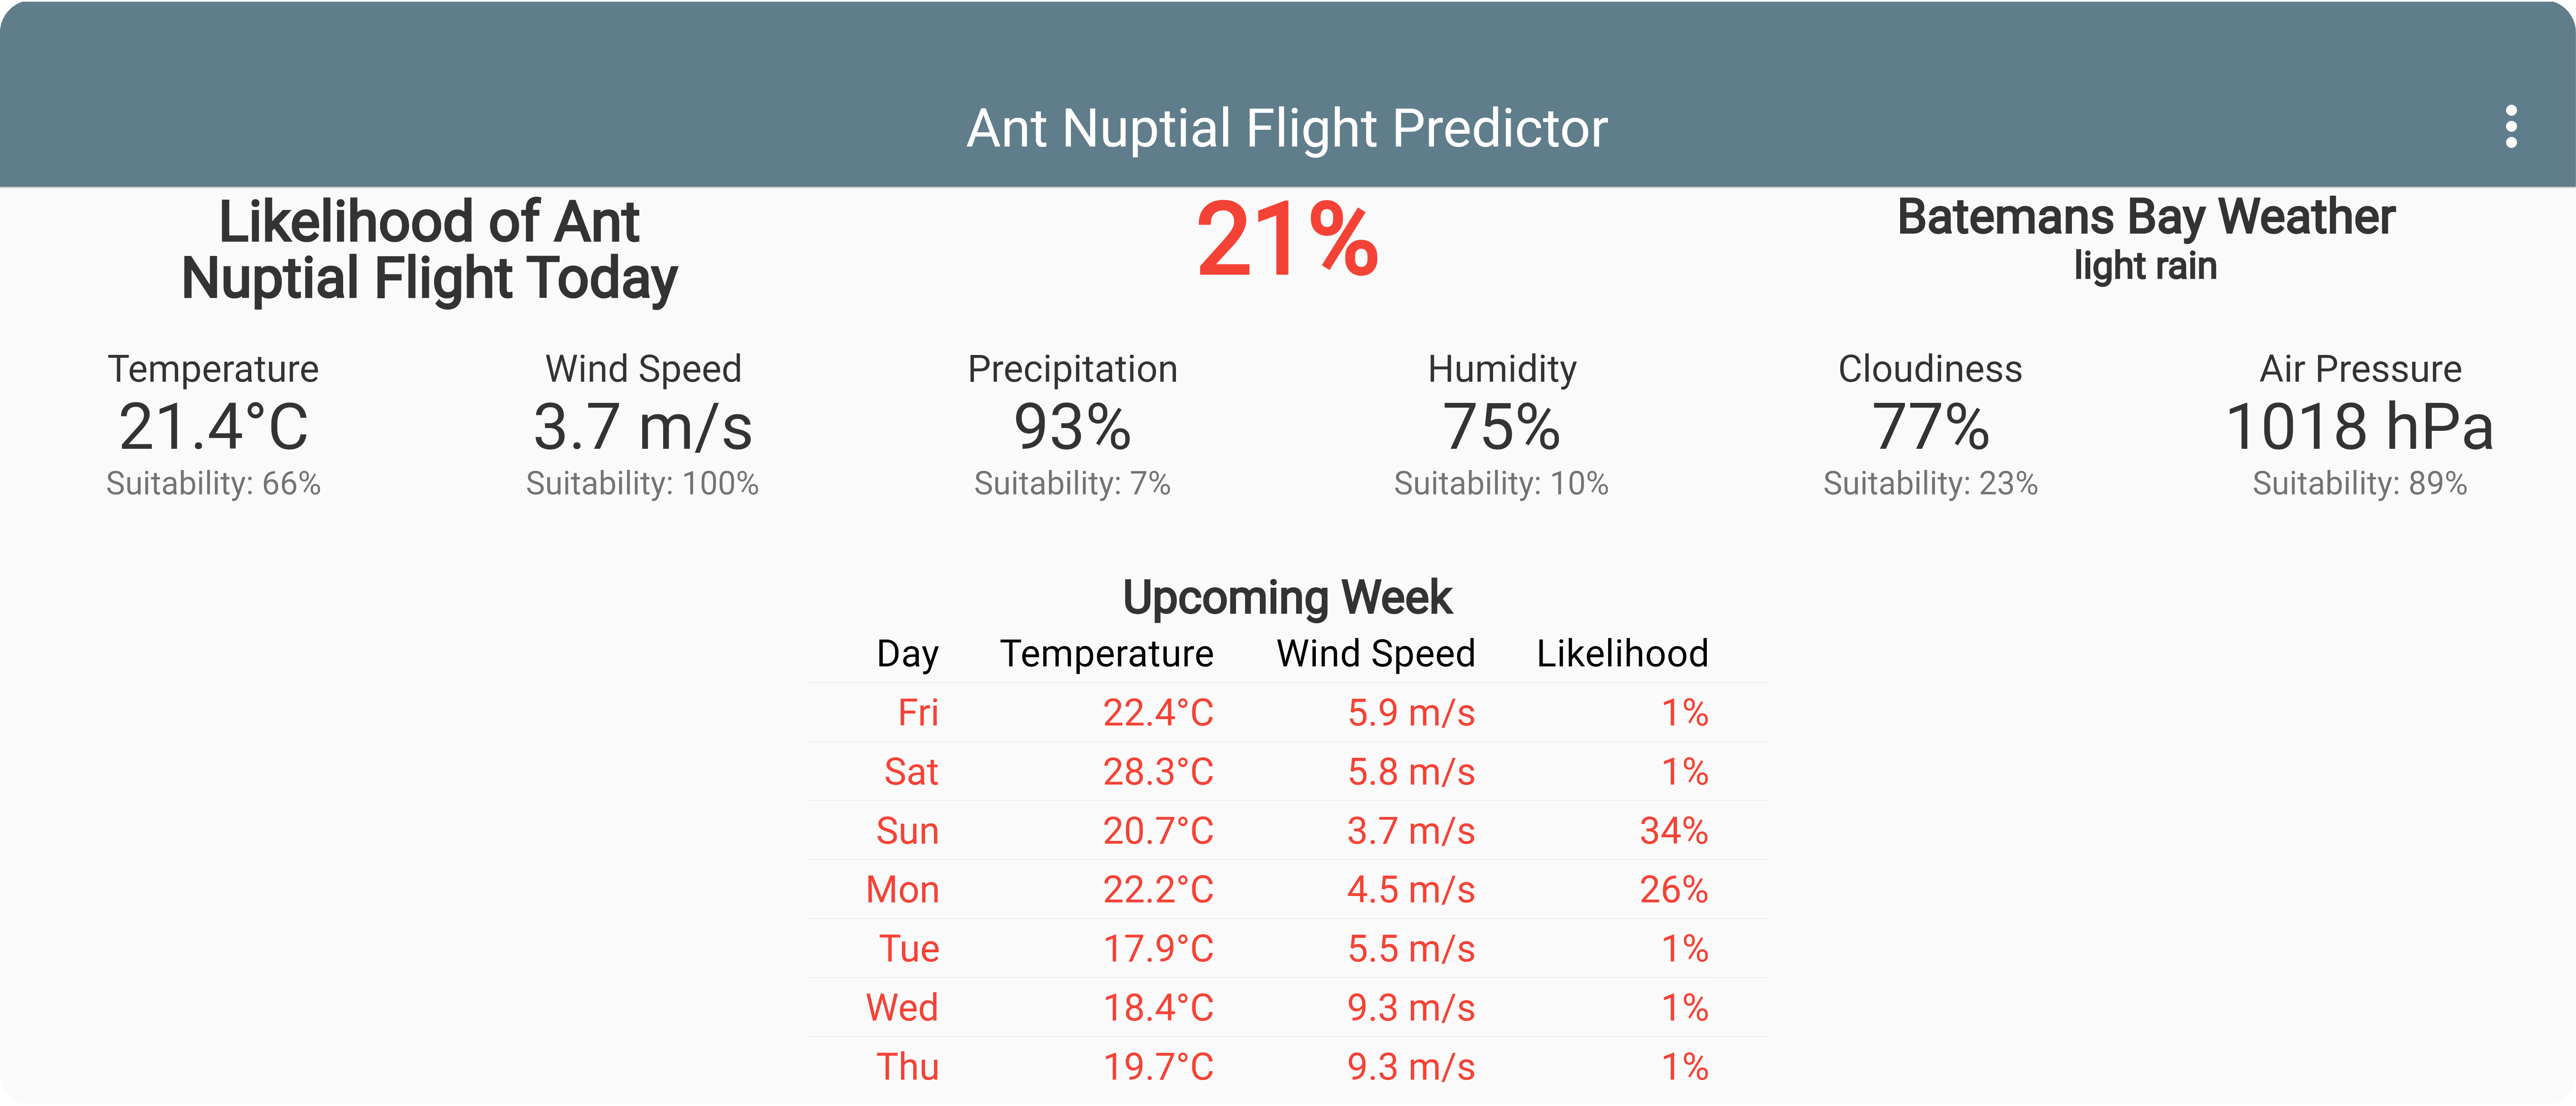 Ant Nuptial Flight Predictor
Likelihood of Ant
Nuptial Flight Today
21%
Batemans Bay Weather
light rain
Temperature
21.4°C
Suitability: 66%
Wind Speed
3.7 m/s
Suitability: 100%
Precipitation
93%
Suitability: 7%
Humidity
75%
Suitability: 10%
Cloudiness
77%
Suitability: 23%
Air Pressure
1018 hPa
Suitability: 89%
Upcoming Week
Day Temperature Wind Speed Likelihood
Fri 22.4°C 5.9 m/s 1%
Sat 28.3°C 5.8 m/s 1%
Sun 20.7°C 3.7 m/s 34%
Mon 22.2°C 4.5 m/s 26%
Tue 17.9°C 5.5 m/s 1%
Wed 18.4°C 9.3 m/s 1%
Thu 19.7°C 9.3 m/s 1%